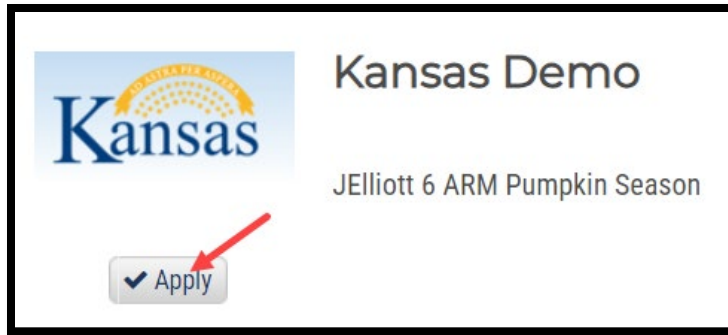 AD ASTRA PER ASPERA
Kansas
Kansas Demo
JElliott 6 ARM Pumpkin Season
Apply